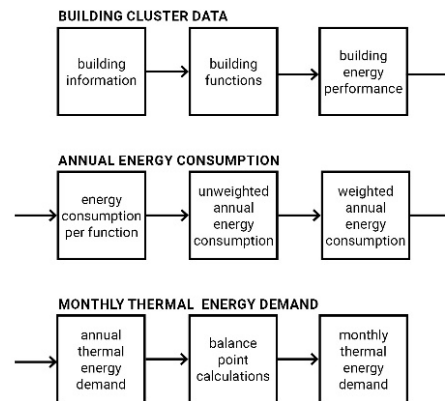 BUILDING CLUSTER DATA
building
information
building
functions
building
energy
performance
ANNUAL ENERGY CONSUMPTION
energy
consumption
per function
unweighted
annual
energy
consumption
weighted
annual
energy
consumption
MONTHLY THERMAL ENERGY DEMAND
annual
thermal
energy
demand
balance
point
calculations
monthly
thermal
energy
demand